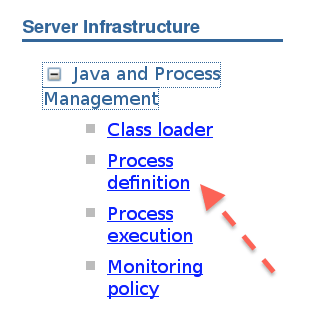 Server Infrastructure
Java and Process
Management
Class loader
Process
definition
Process
execution
Monitoring
policy